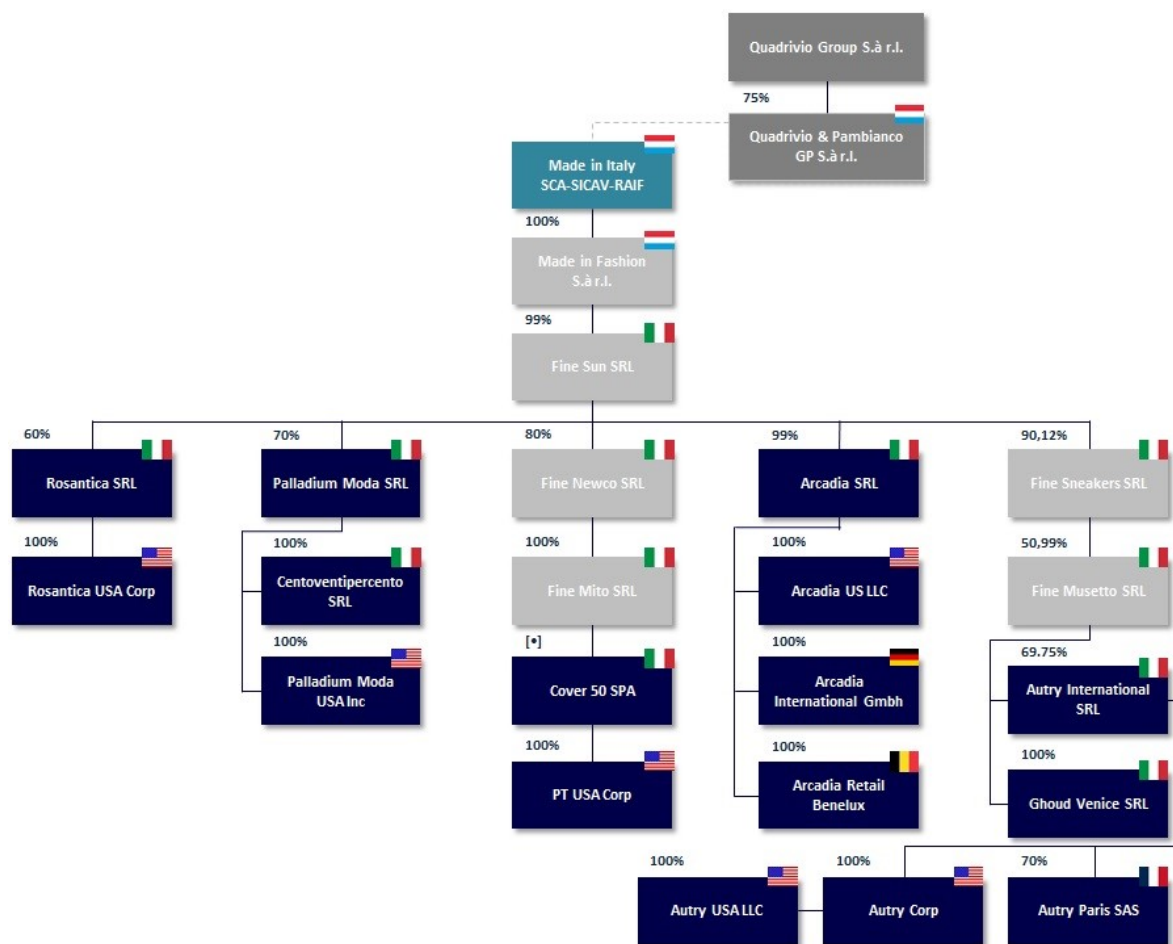 Quadrivio Group S.à r.l.
75%
Quadrivio & Pambianco
GP S.à r.l.
Made in Italy
SCA-SICAV-RAIF
100%
Made in Fashion
S.à r.l.
99%
Fine Sun SRL
60%
70%
80%
99%
90,12%
Rosantica SRL
Palladium Moda SRL
Fine Newco SRL
Arcadia SRL
Fine Sneakers SRL
100%
100%
100%
100%
50,99%
Rosantica USA Corp
Centoventipercento
SRL
Fine Mito SRL
Arcadia US LLC
Fine Musetto SRL
100%
[•]
100%
69.75%
Palladium Moda
USA Inc
Cover 50 SPA
Arcadia
International Gmbh
Autry International
SRL
100%
100%
100%
PT USA Corp
Arcadia Retail
Benelux
Ghoud Venice SRL
100%
100%
70%
Autry USA LLC
Autry Corp
Autry Paris SAS